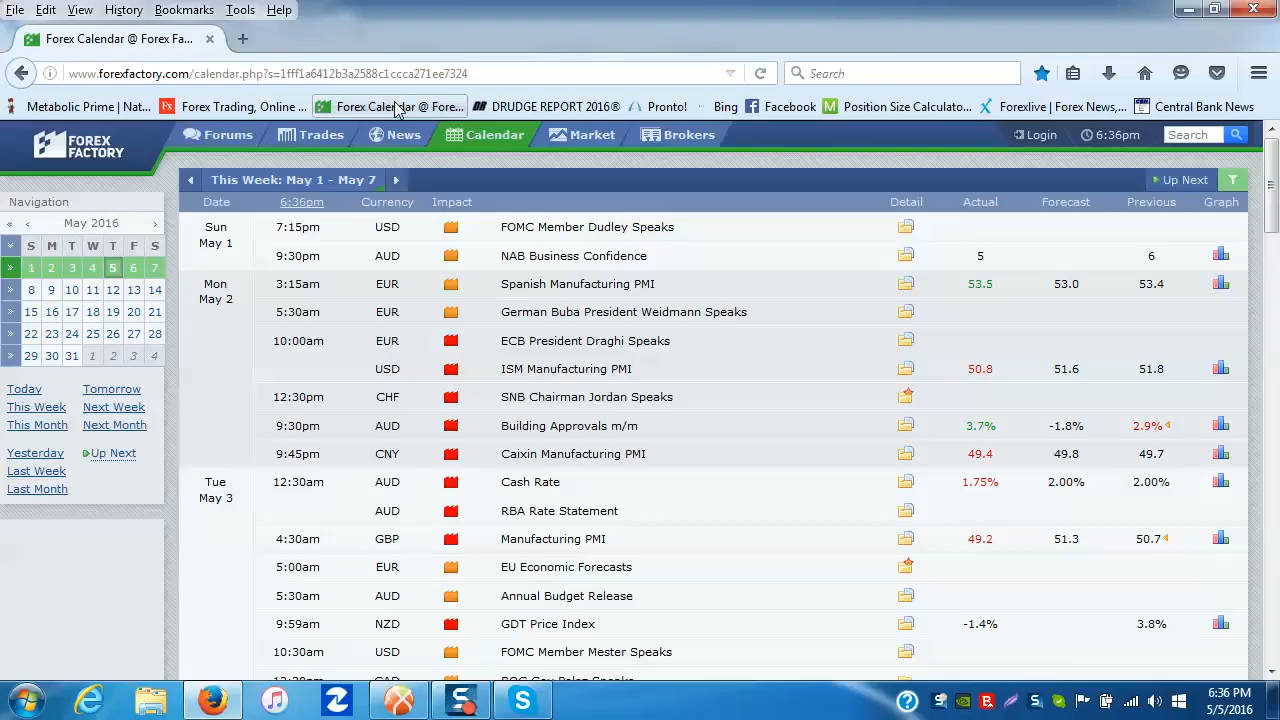 File Edit View History Bookmarks Tools Help
Forex Calendar @ Forex Fa...
www.forexfactory.com/calendar.php?s=1fff1a6412b3a2588c1ccca271ee7324
Search
Metabolic Prime | Nat... Forex Trading, Online ... Forex Calendar @ Fore... DRUDGE REPORT 2016® Pronto! Bing Facebook Position Size Calculato... Forexlive | Forex News,... Central Bank News
FOREX FACTORY
Forums Trades News Calendar Market Brokers Login 6:36pm Search
This Week: May 1 - May 7 Up Next
Navigation
May 2016
S M T W T F S
1 2 3 4 5 6 7
8 9 10 11 12 13 14
15 16 17 18 19 20 21
22 23 24 25 26 27 28
29 30 31 1 2 3 4
Today Tomorrow
This Week Next Week
This Month Next Month
Yesterday Up Next
Last Week
Last Month
Date 6:36pm Currency Impact Detail Actual Forecast Previous Graph
Sun May 1 7:15pm USD FOMC Member Dudley Speaks
9:30pm AUD NAB Business Confidence 5 6
Mon May 2 3:15am EUR Spanish Manufacturing PMI 53.5 53.0 53.4
5:30am EUR German Buba President Weidmann Speaks
10:00am EUR ECB President Draghi Speaks
USD ISM Manufacturing PMI 50.8 51.6 51.8
12:30pm CHF SNB Chairman Jordan Speaks
9:30pm AUD Building Approvals m/m 3.7% -1.8% 2.9%
9:45pm CNY Caixin Manufacturing PMI 49.4 49.8 49.7
Tue May 3 12:30am AUD Cash Rate 1.75% 2.00% 2.00%
AUD RBA Rate Statement
4:30am GBP Manufacturing PMI 49.2 51.3 50.7
5:00am EUR EU Economic Forecasts
5:30am AUD Annual Budget Release
9:59am NZD GDT Price Index -1.4% 3.8%
10:30am USD FOMC Member Mester Speaks
6:36 PM
5/5/2016